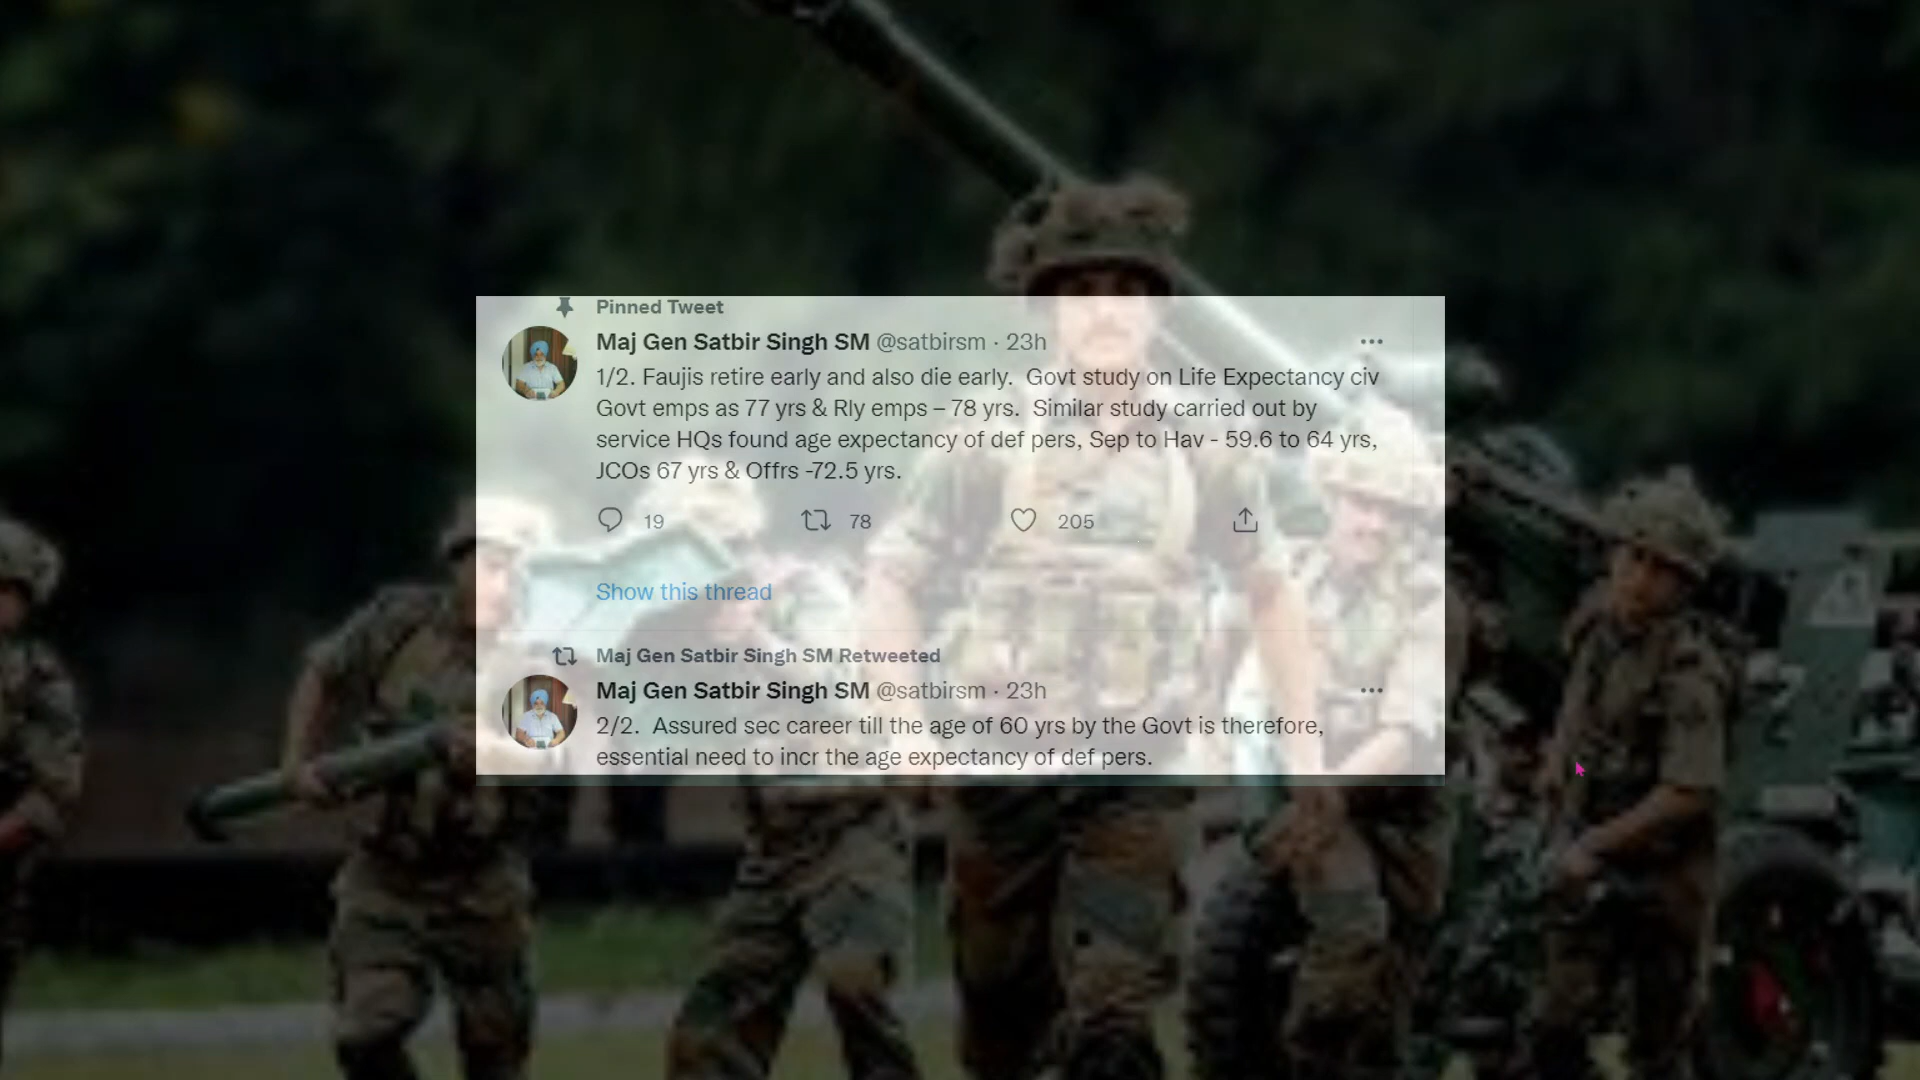 Pinned Tweet
Maj Gen Satbir Singh SM @satbirsm · 23h
1/2. Faujis retire early and also die early.  Govt study on Life Expectancy civ
Govt emps as 77 yrs & Rly emps – 78 yrs.  Similar study carried out by
service HQs found age expectancy of def pers, Sep to Hav - 59.6 to 64 yrs,
JCOs 67 yrs & Offrs -72.5 yrs.
19 78 205
Show this thread
Maj Gen Satbir Singh SM Retweeted
Maj Gen Satbir Singh SM @satbirsm · 23h
2/2.  Assured sec career till the age of 60 yrs by the Govt is therefore,
essential need to incr the age expectancy of def pers.